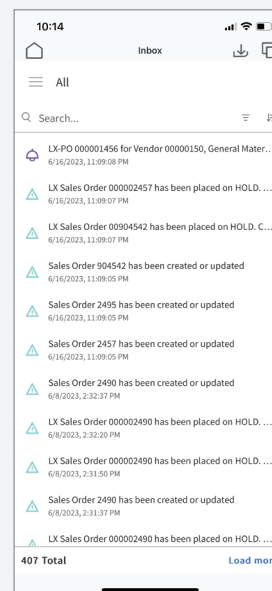 10:14
Inbox
All
Search...
LX-PO 000001456 for Vendor 00000150, General Mater...
6/16/2023, 11:09:08 PM
LX Sales Order 000002457 has been placed on HOLD. ...
6/16/2023, 11:09:07 PM
LX Sales Order 00904542 has been placed on HOLD. C...
6/16/2023, 11:09:07 PM
Sales Order 904542 has been created or updated
6/16/2023, 11:09:05 PM
Sales Order 2495 has been created or updated
6/16/2023, 11:09:05 PM
Sales Order 2457 has been created or updated
6/16/2023, 11:09:05 PM
Sales Order 2490 has been created or updated
6/8/2023, 2:32:37 PM
LX Sales Order 000002490 has been placed on HOLD. ...
6/8/2023, 2:32:20 PM
LX Sales Order 000002490 has been placed on HOLD. ...
6/8/2023, 2:31:50 PM
Sales Order 2490 has been created or updated
6/8/2023, 2:31:37 PM
LX Sales Order 000002490 has been placed on HOLD. ...
407 Total
Load mor